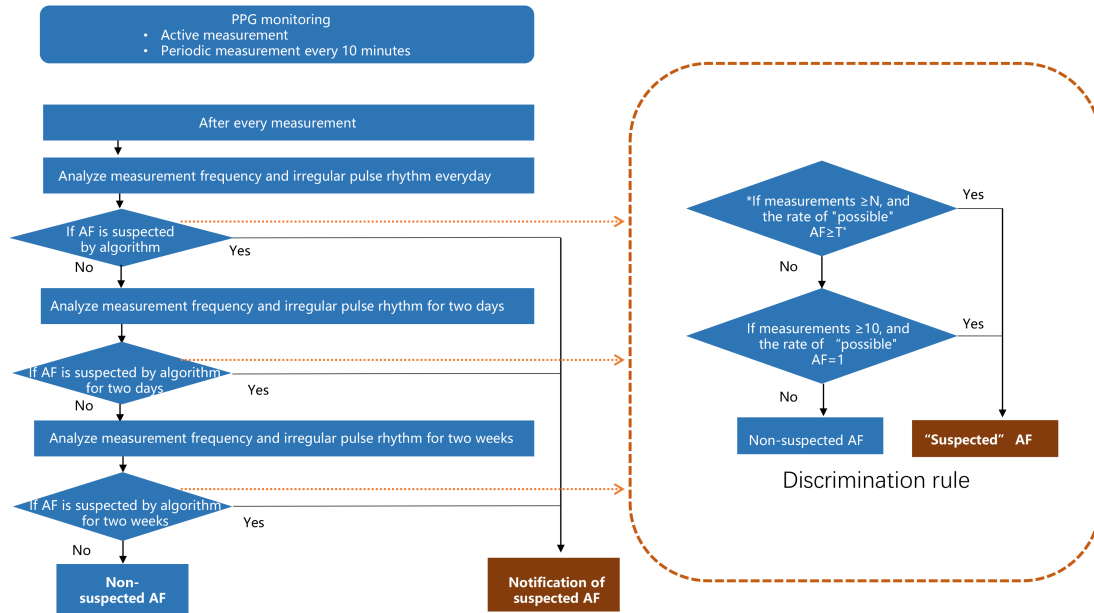 PPG monitoring
• Active measurement
• Periodic measurement every 10 minutes
After every measurement
Analyze measurement frequency and irregular pulse rhythm everyday
If AF is suspected
by algorithm
Yes
No
Analyze measurement frequency and irregular pulse rhythm for two days
If AF is suspected by algorithm
for two days
Yes
No
Analyze measurement frequency and irregular pulse rhythm for two weeks
If AF is suspected by algorithm
for two weeks
Yes
No
Non-
suspected AF
Notification of
suspected AF
*If measurements ≥N, and
the rate of "possible"
AF≥T*
Yes
No
If measurements ≥10, and
the rate of “possible"
AF=1
Yes
No
Non-suspected AF
“Suspected” AF
Discrimination rule